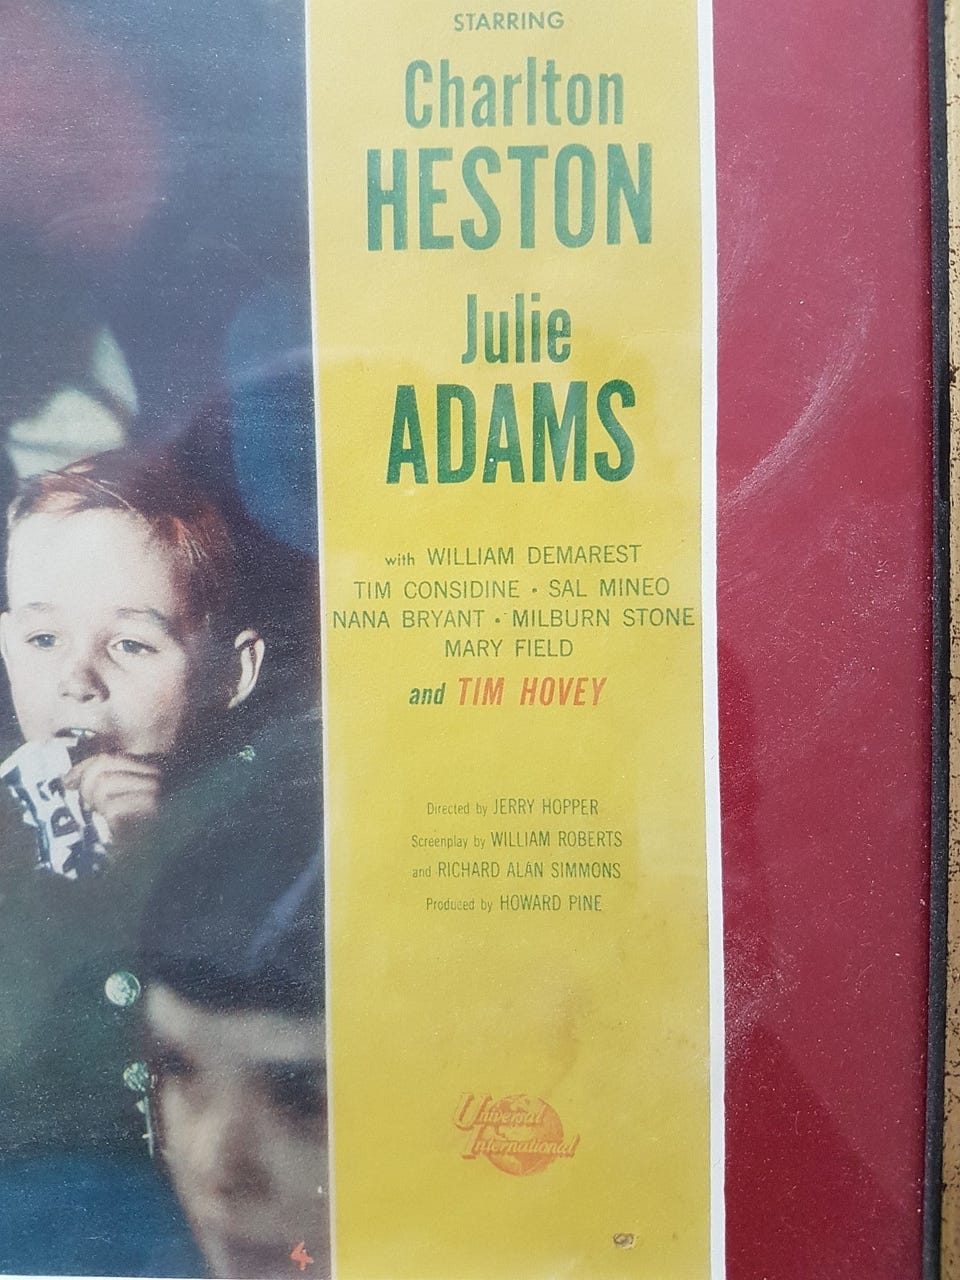 STARRING
Charlton
HESTON
Julie
ADAMS
with WILLIAM DEMAREST
TIM CONSIDINE • SAL MINEO
NANA BRYANT • MILBURN STONE
MARY FIELD
and TIM HOVEY
Directed by JERRY HOPPER
Screenplay by WILLIAM ROBERTS
and RICHARD ALAN SIMMONS
Produced by HOWARD PINE
Universal
International
4